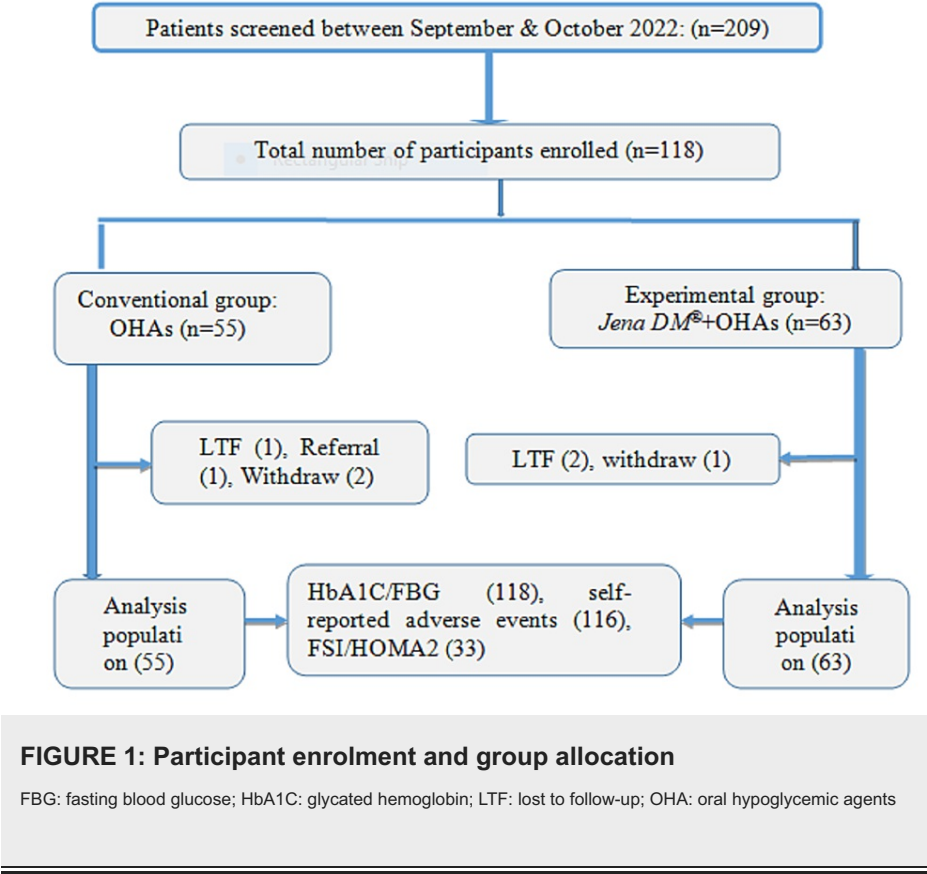 Patients screened between September & October 2022: (n=209)
Total number of participants enrolled (n=118)
Conventional group:
OHAs (n=55)
Experimental group:
Jena DM®+OHAs (n=63)
LTF (1), Referral
(1), Withdraw (2)
LTF (2), withdraw (1)
Analysis
populati
on (55)
HbA1C/FBG (118), self-
reported adverse events (116),
FSI/HOMA2 (33)
Analysis
populati
on (63)
FIGURE 1: Participant enrolment and group allocation
FBG: fasting blood glucose; HbA1C: glycated hemoglobin; LTF: lost to follow-up; OHA: oral hypoglycemic agents